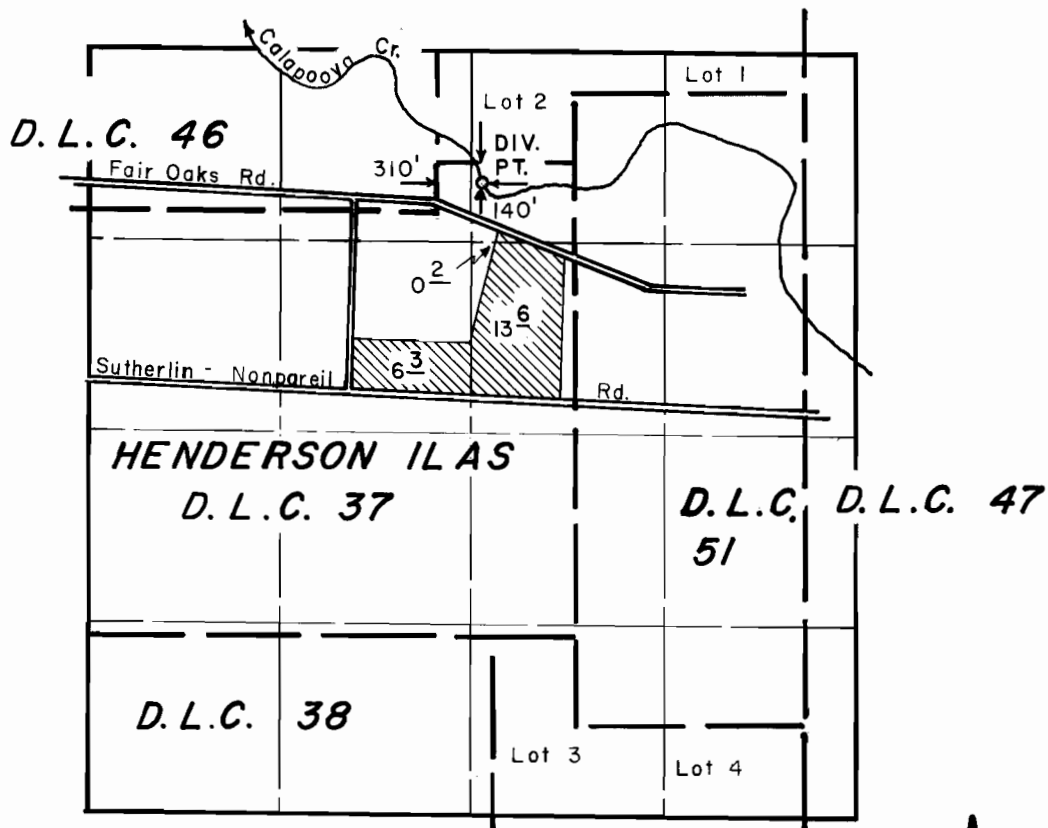 Calapooya Cr.
Lot 1
Lot 2
D.L.C. 46
DIV.
PT.
Fair Oaks Rd.
310'
140'
0 2
13 6
6 3
Sutherlin - Nonpareil Rd.
HENDERSON ILAS
D.L.C. 37
D.L.C. 51
D.L.C. 47
D.L.C. 38
Lot 3
Lot 4